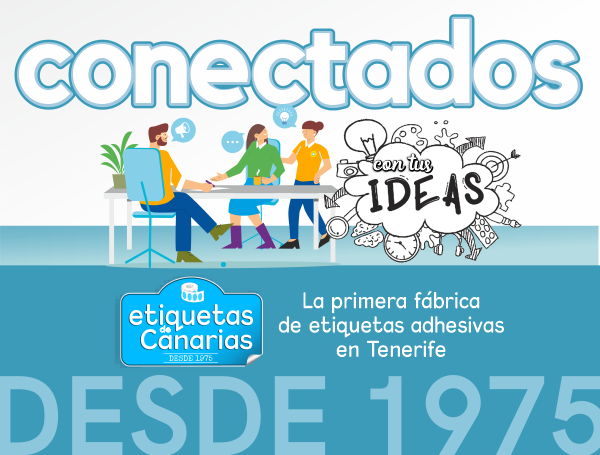 conectados
con tus
IDEAS
etiquetas
de
Canarias
DESDE 1975
La primera fábrica
de etiquetas adhesivas
en Tenerife
DESDE 1975